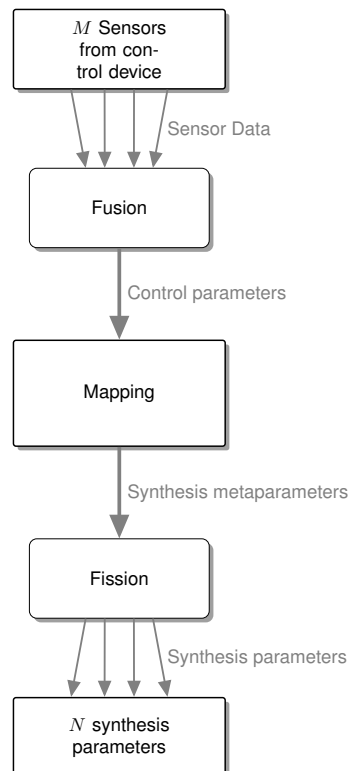 M Sensors
from con-
trol device
Sensor Data
Fusion
Control parameters
Mapping
Synthesis metaparameters
Fission
Synthesis parameters
N synthesis
parameters